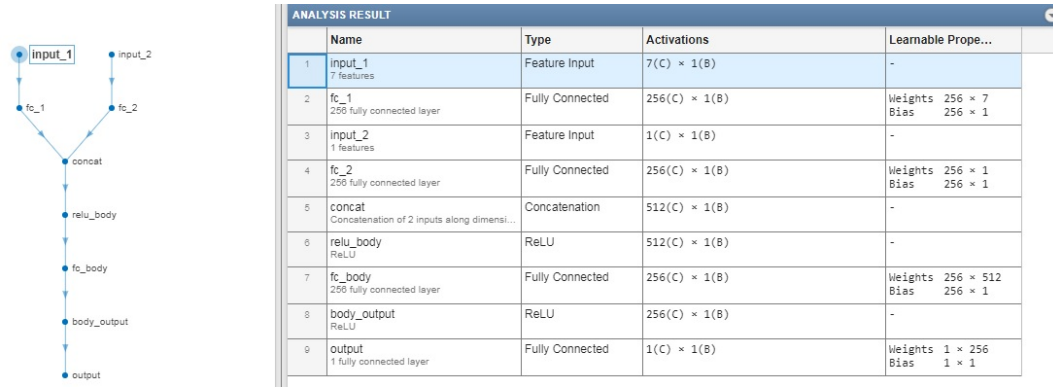 input_1
input_2
fc_1
fc_2
concat
relu_body
fc_body
body_output
output
ANALYSIS RESULT
Name Type Activations Learnable Prope...
1 input_1 Feature Input 7(C) × 1(B) -
7 features
2 fc_1 Fully Connected 256(C) × 1(B) Weights 256 × 7
256 fully connected layer Bias 256 × 1
3 input_2 Feature Input 1(C) × 1(B) -
1 features
4 fc_2 Fully Connected 256(C) × 1(B) Weights 256 × 1
256 fully connected layer Bias 256 × 1
5 concat Concatenation 512(C) × 1(B) -
Concatenation of 2 inputs along dimensi...
6 relu_body ReLU 512(C) × 1(B) -
ReLU
7 fc_body Fully Connected 256(C) × 1(B) Weights 256 × 512
256 fully connected layer Bias 256 × 1
8 body_output ReLU 256(C) × 1(B) -
ReLU
9 output Fully Connected 1(C) × 1(B) Weights 1 × 256
1 fully connected layer Bias 1 × 1